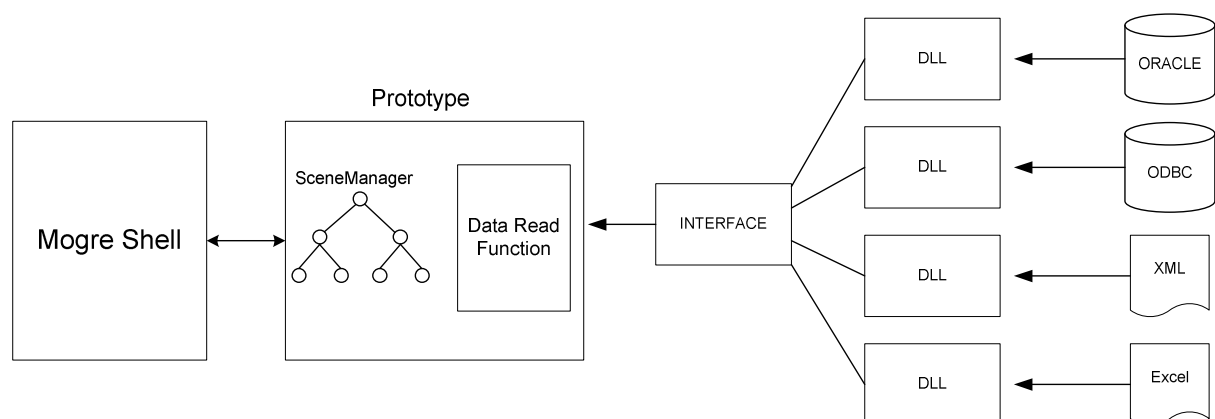 Prototype
Mogre Shell
SceneManager
Data Read
Function
INTERFACE
DLL
ORACLE
DLL
ODBC
DLL
XML
DLL
Excel